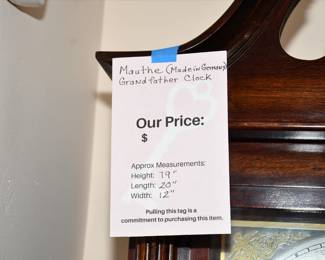 Mauthe (Made in Germany)
Grandfather Clock
Our Price:
$
Approx Measurements:
Height: 79"
Length: 20"
Width: 12"
Pulling this tag is a
commitment to purchasing this item.